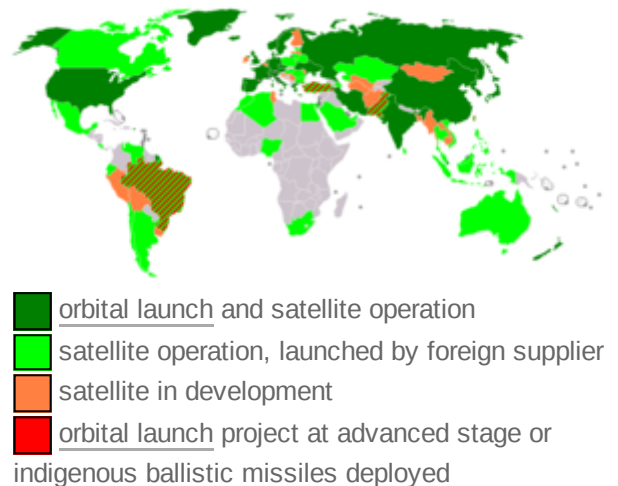 orbital launch and satellite operation
satellite operation, launched by foreign supplier
satellite in development
orbital launch project at advanced stage or
indigenous ballistic missiles deployed